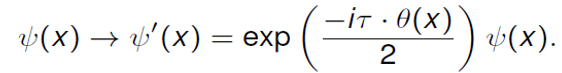 ψ(x) → ψ′(x) = exp (−iτ · θ(x) / 2) ψ(x).